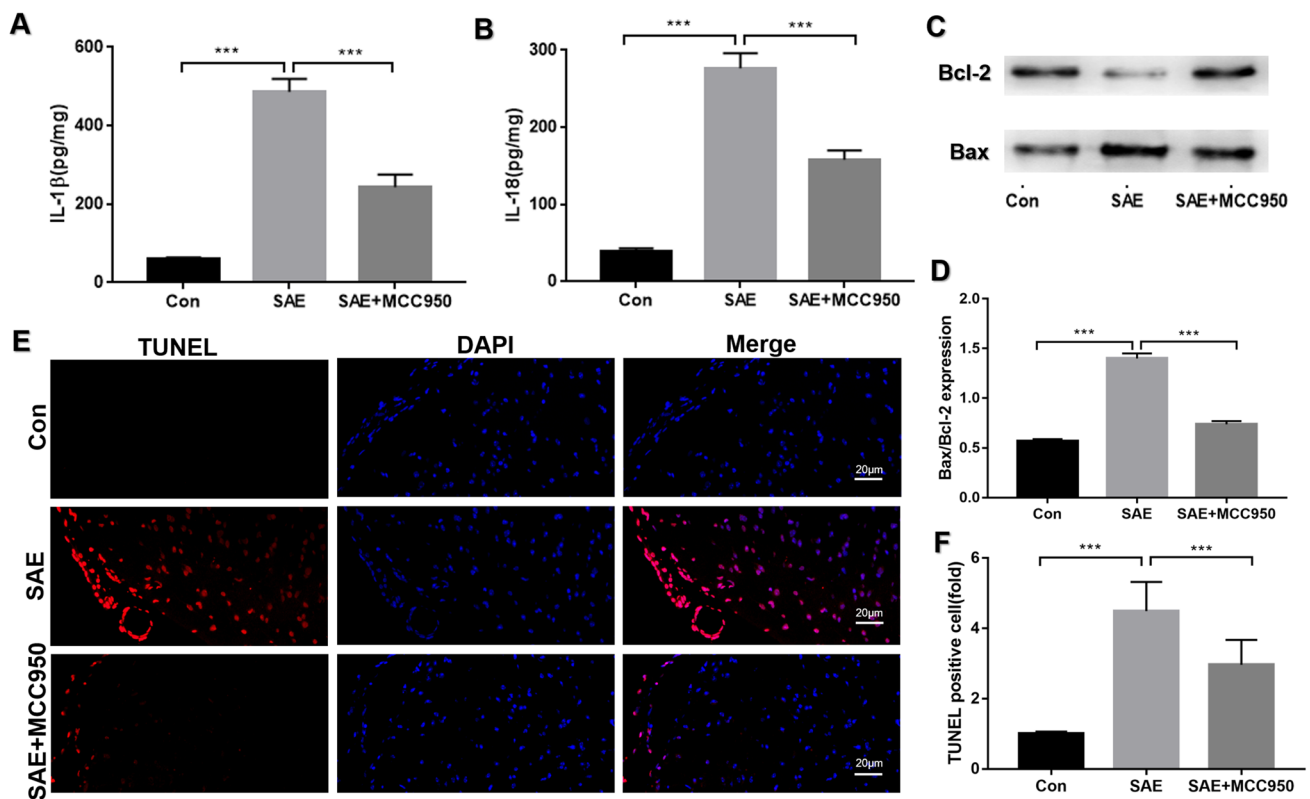 A
IL-1β(pg/mg)
600
400
200
0
***
***
Con
SAE
SAE+MCC950
B
IL-18(pg/mg)
300
200
100
0
***
***
Con
SAE
SAE+MCC950
C
Bcl-2
Bax
Con
SAE
SAE+MCC950
D
Bax/Bcl-2 expression
2.0
1.5
1.0
0.5
0.0
***
***
Con
SAE
SAE+MCC950
E
TUNEL
DAPI
Merge
Con
20μm
SAE
20μm
SAE+MCC950
20μm
F
TUNEL positive cell(fold)
6
4
2
0
***
***
Con
SAE
SAE+MCC950